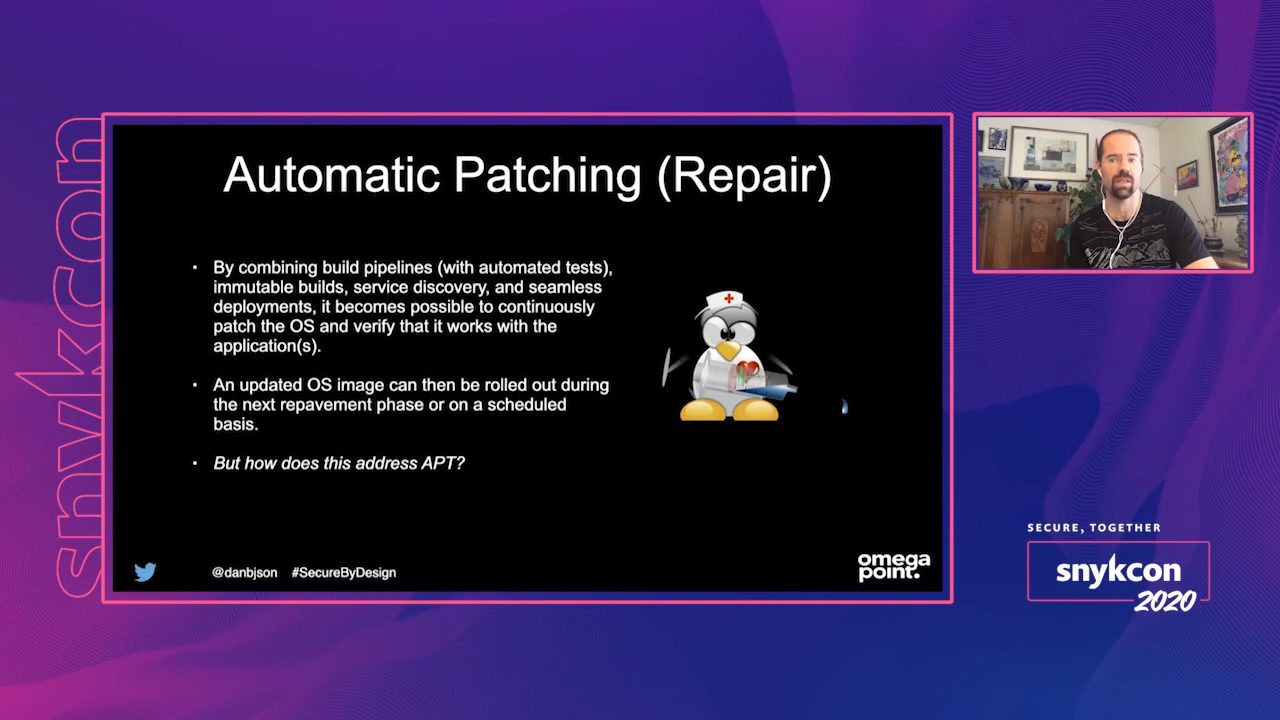 snykcon
Automatic Patching (Repair)
• By combining build pipelines (with automated tests),
immutable builds, service discovery, and seamless
deployments, it becomes possible to continuously
patch the OS and verify that it works with the
application(s).
• An updated OS image can then be rolled out during
the next repavement phase or on a scheduled
basis.
• But how does this address APT?
@danbjson #SecureByDesign
omega
point.
SECURE, TOGETHER
snykcon
2020